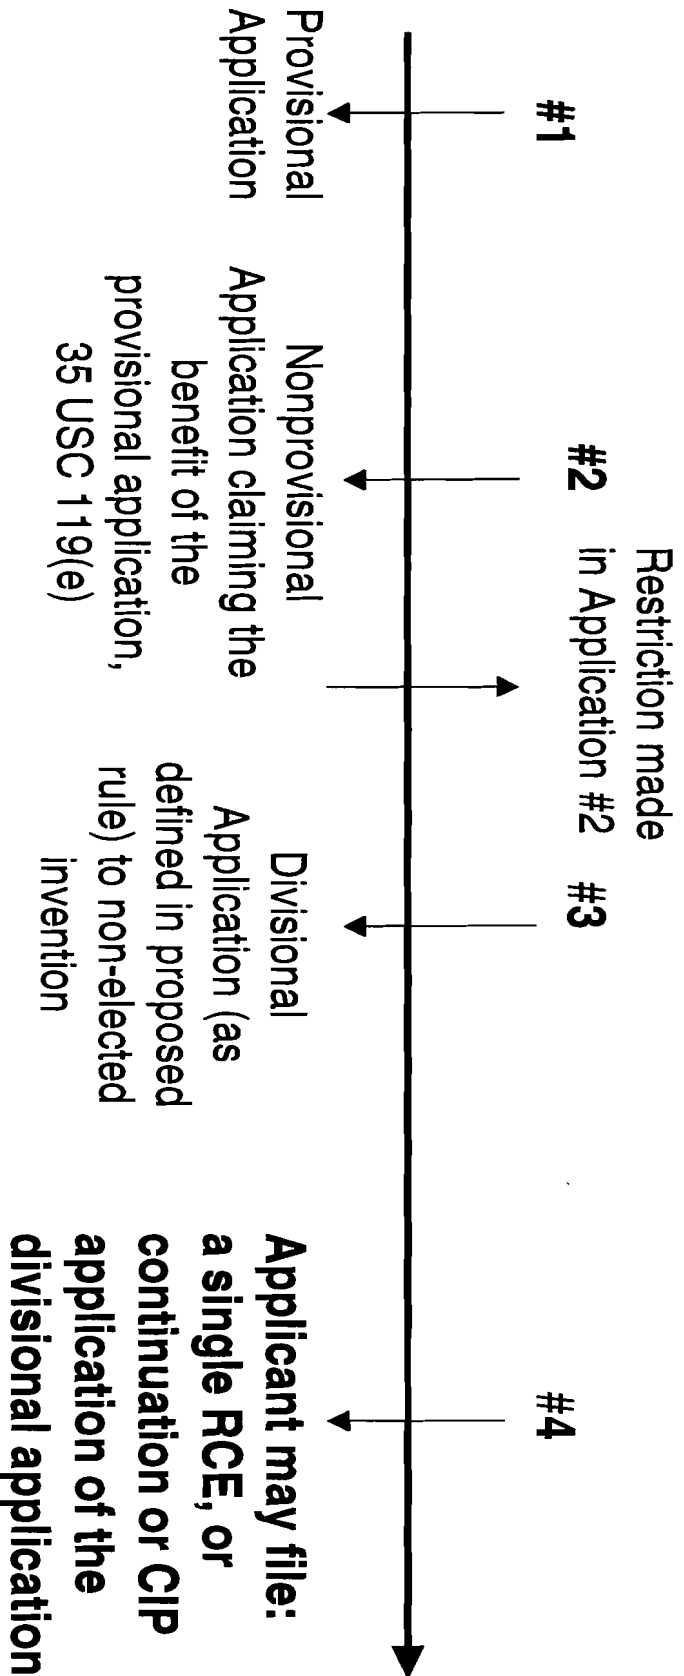 #1
Provisional
Application
#2
Nonprovisional
Application claiming the
benefit of the
provisional application,
35 USC 119(e)
Restriction made
in Application #2
#3
Divisional
Application (as
defined in proposed
rule) to non-elected
invention
#4
Applicant may file:
a single RCE, or
continuation or CIP
application of the
divisional application